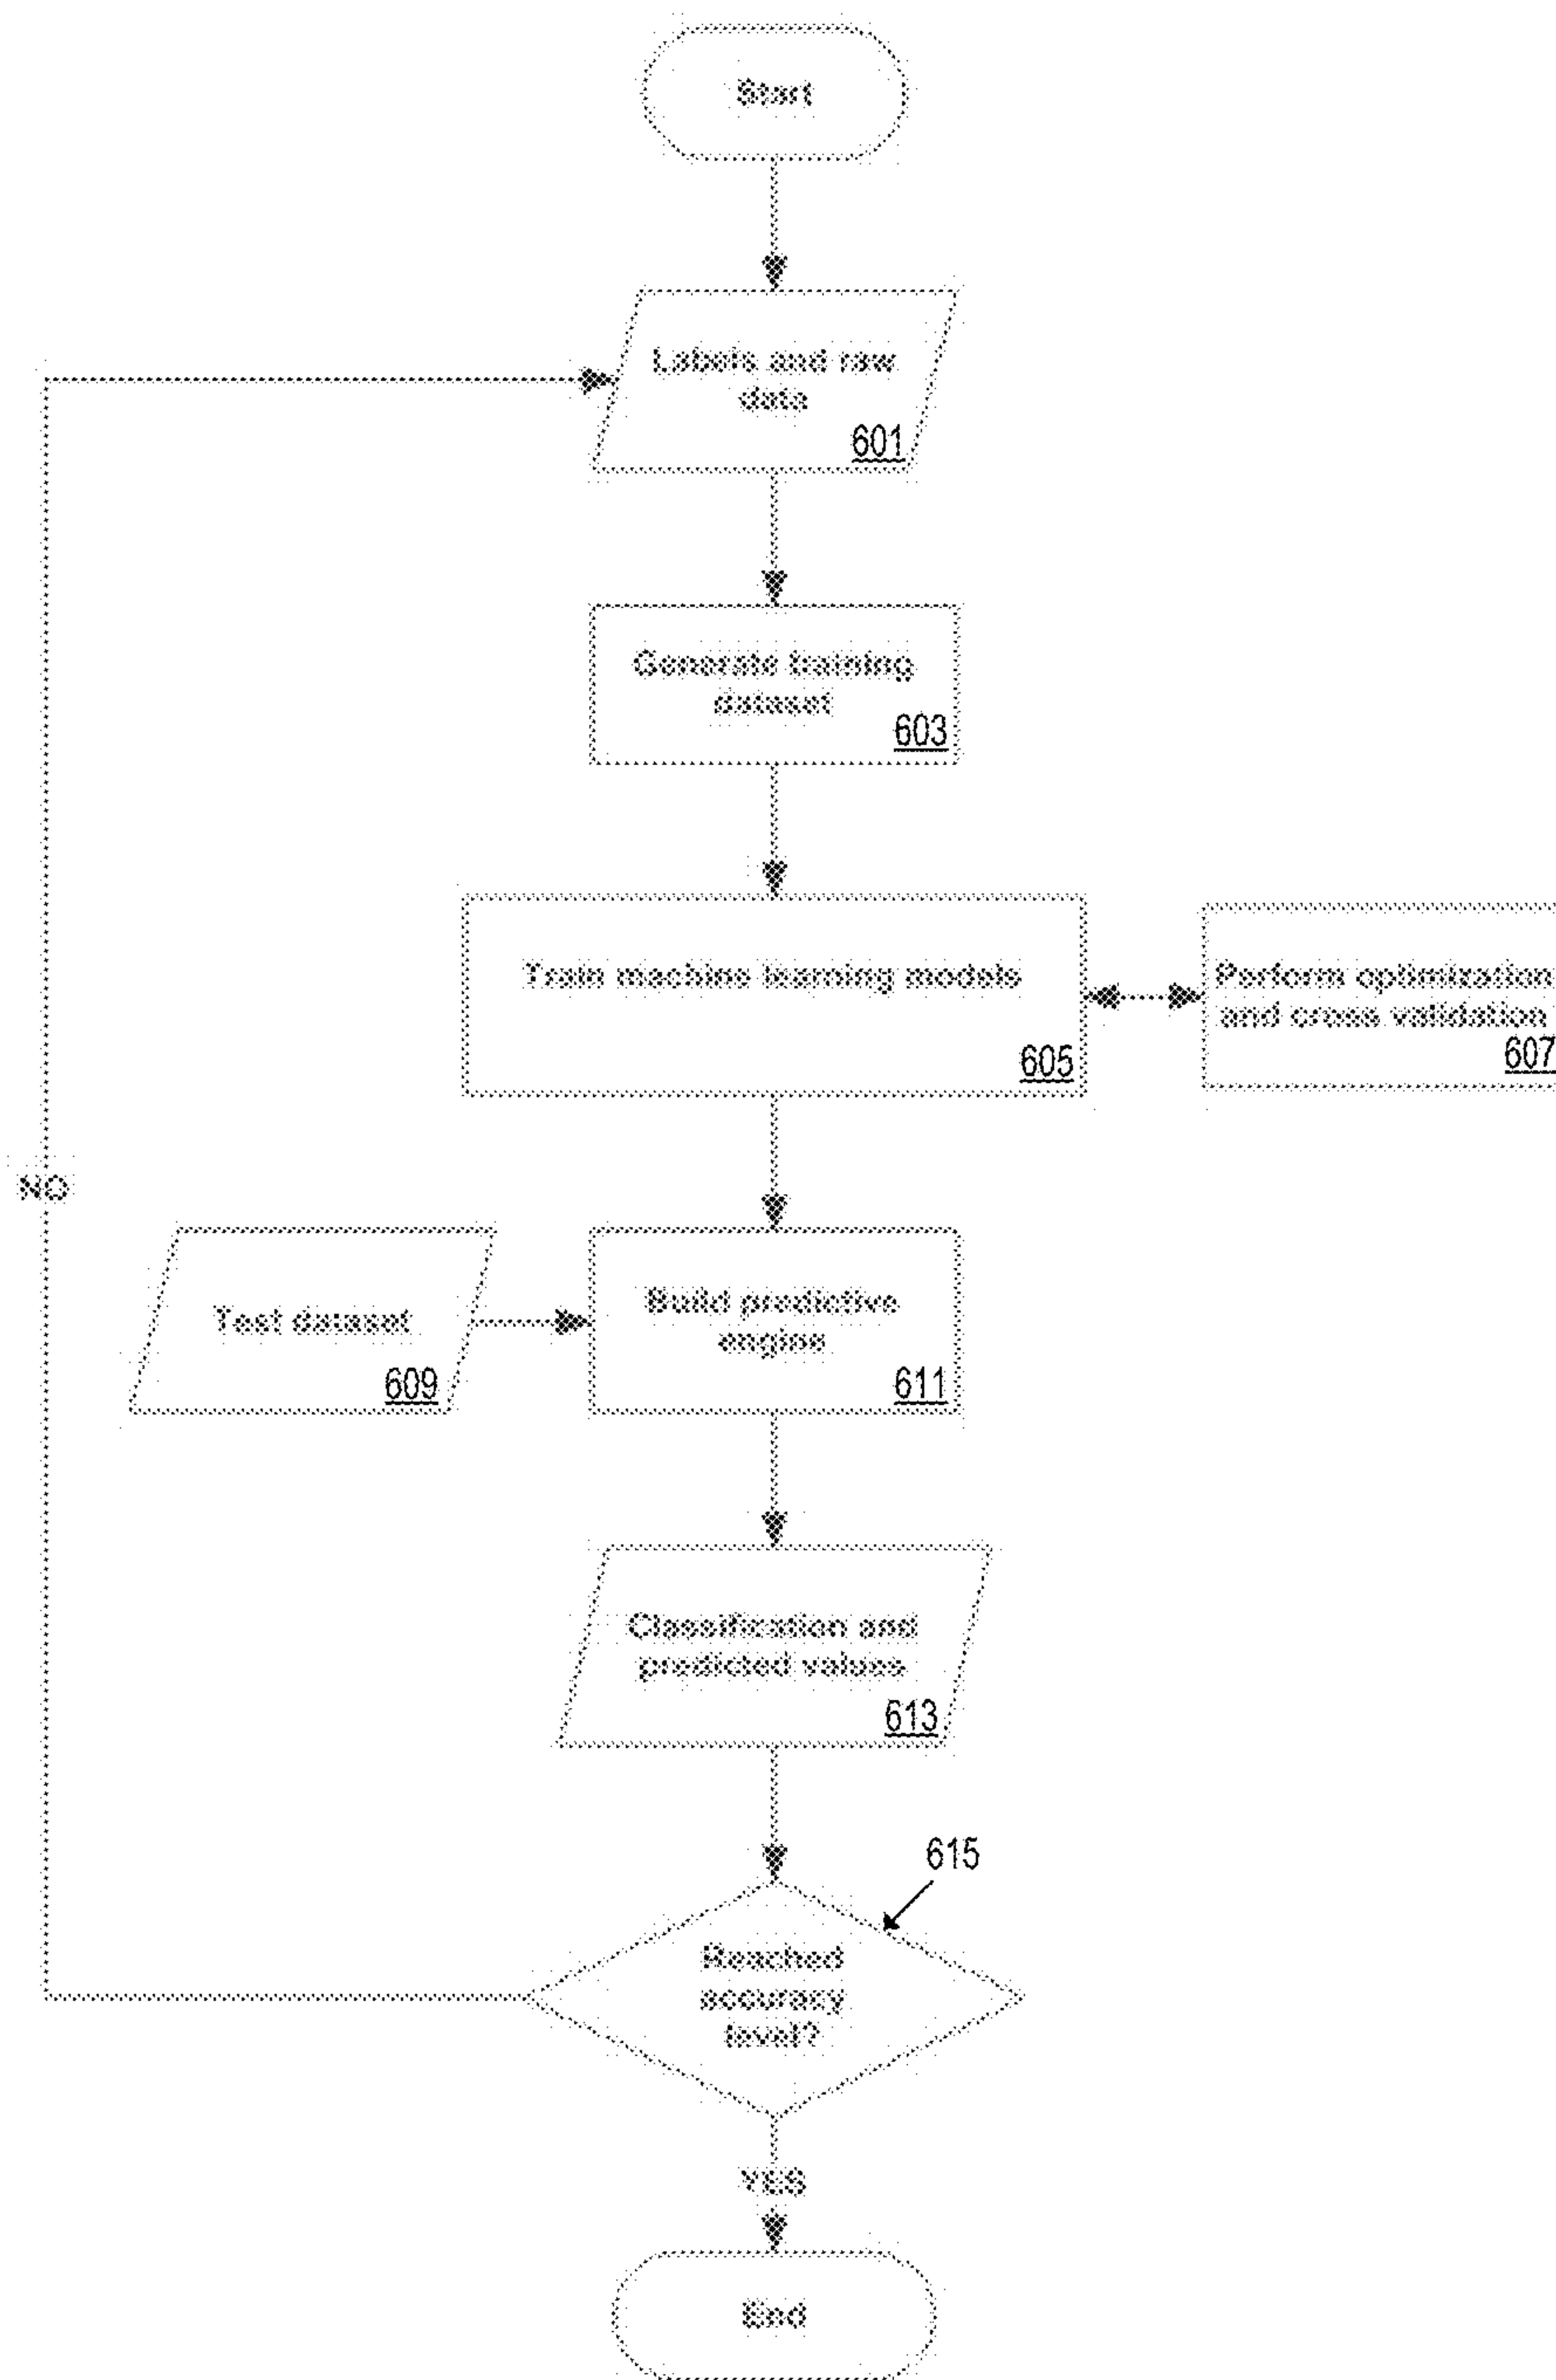 Start
Labels and raw
data
601
Generate training
dataset
603
Train machine learning models
605
Perform optimization
and cross validation
607
NO
Test dataset
609
Build predictive
engine
611
Classification and
predicted values
613
615
Reached
accuracy
level?
YES
End